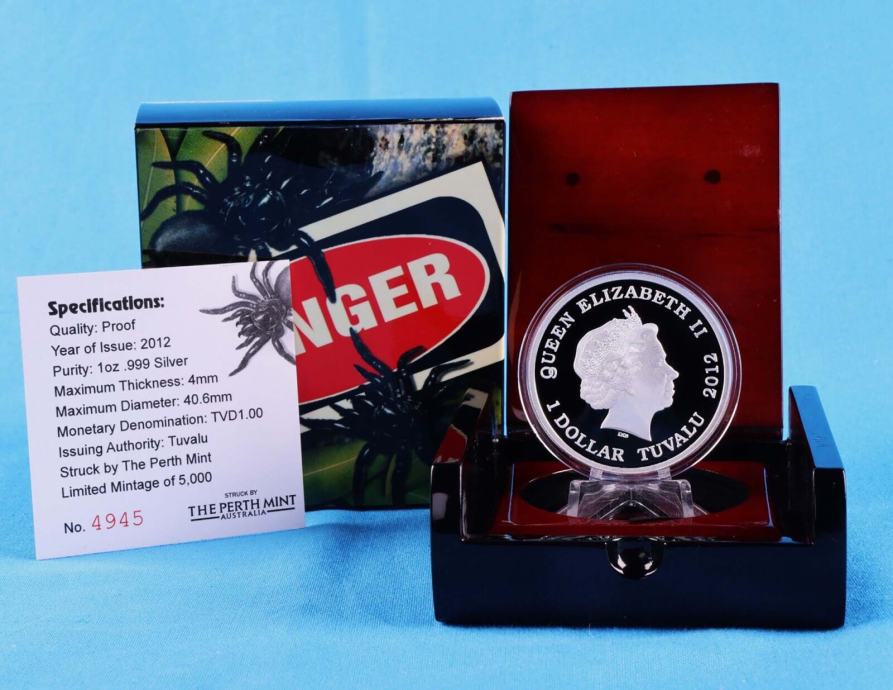 NGER
Specifications:
Quality: Proof
Year of Issue: 2012
Purity: 1oz .999 Silver
Maximum Thickness: 4mm
Maximum Diameter: 40.6mm
Monetary Denomination: TVD1.00
Issuing Authority: Tuvalu
Struck by The Perth Mint
Limited Mintage of 5,000
No. 4945
STRUCK BY
THE PERTH MINT
AUSTRALIA
QUEEN ELIZABETH II
1 DOLLAR TUVALU 2012